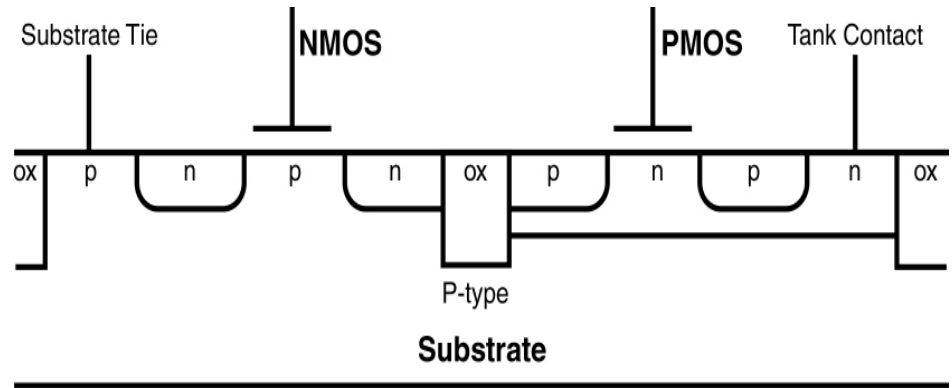 Substrate Tie
NMOS
PMOS
Tank Contact
ox p n p n ox p n p n ox
P-type
Substrate